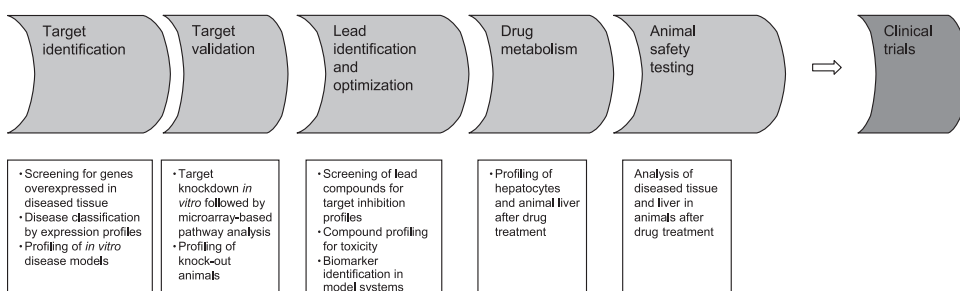 Target
identification
Target
validation
Lead
identification
and
optimization
Drug
metabolism
Animal
safety
testing
Clinical
trials
• Screening for genes
overexpressed in
diseased tissue
• Disease classification
by expression profiles
• Profiling of in vitro
disease models
• Target
knockdown in
vitro followed by
microarray-based
pathway analysis
• Profiling of
knock-out
animals
• Screening of lead
compounds for
target inhibition
profiles
• Compound profiling
for toxicity
• Biomarker
identification in
model systems
• Profiling of
hepatocytes
and animal liver
after drug
treatment
Analysis of
diseased tissue
and liver in
animals after
drug treatment